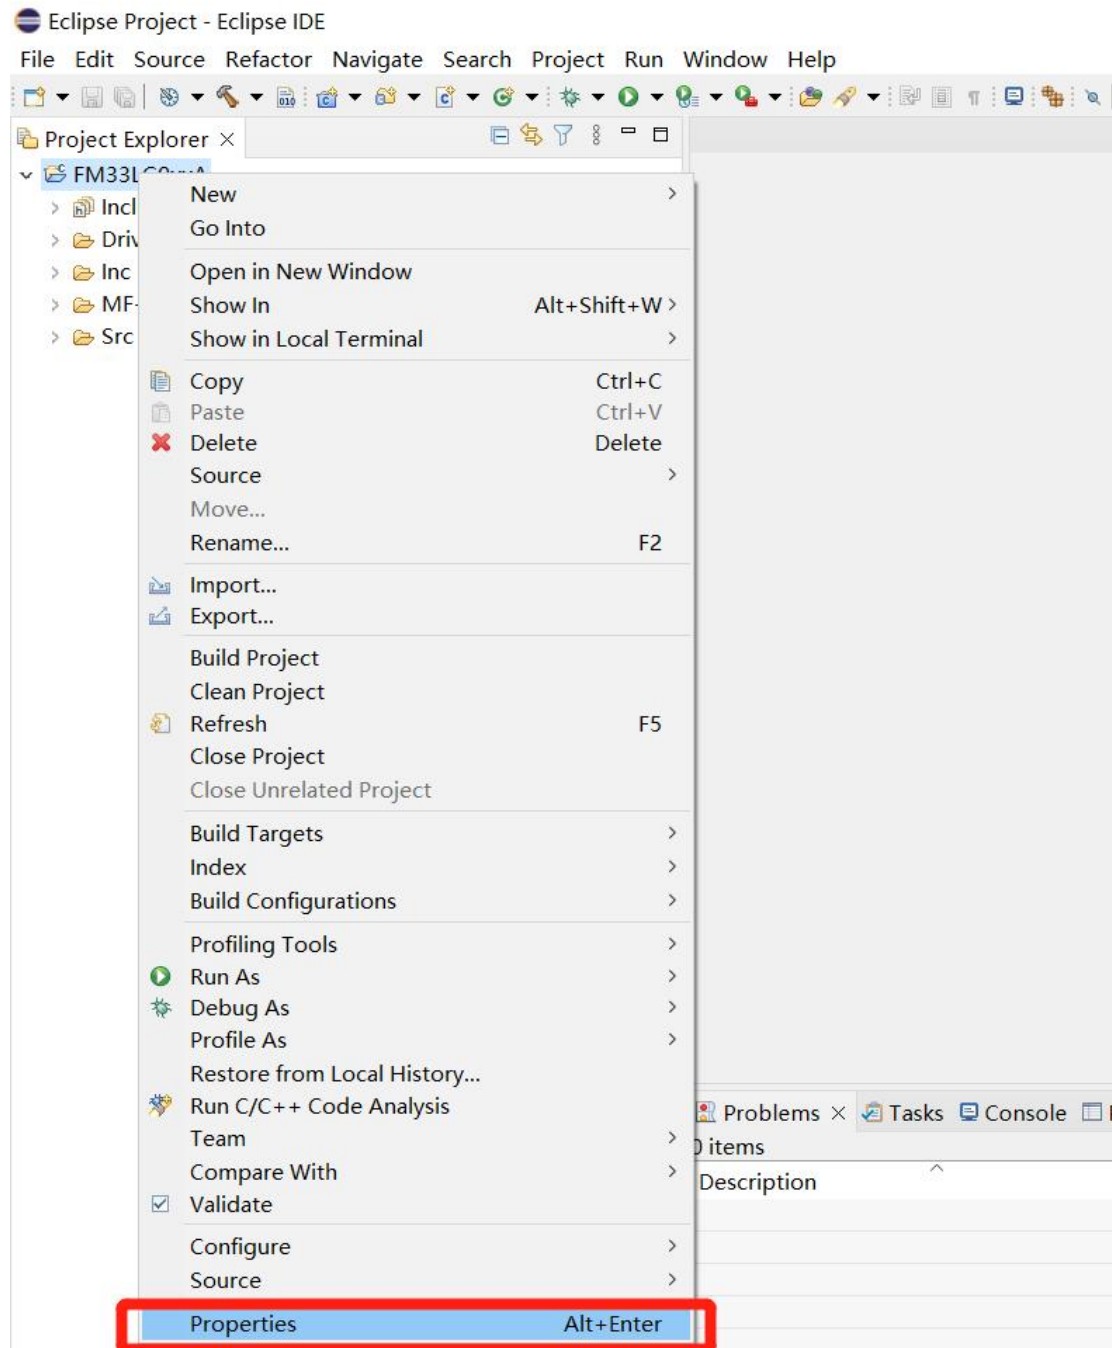 Eclipse Project - Eclipse IDE
File Edit Source Refactor Navigate Search Project Run Window Help
Project Explorer
New
Go Into
Incl
Driv
Open in New Window
Inc
Show In Alt+Shift+W
MF-
Show in Local Terminal
Src
Copy Ctrl+C
Paste Ctrl+V
Delete Delete
Source
Move...
Rename... F2
Import...
Export...
Build Project
Clean Project
Refresh F5
Close Project
Close Unrelated Project
Build Targets
Index
Build Configurations
Profiling Tools
Run As
Debug As
Profile As
Restore from Local History...
Run C/C++ Code Analysis
Problems Tasks Console
Team
0 items
Compare With
Description
Validate
Configure
Source
Properties Alt+Enter